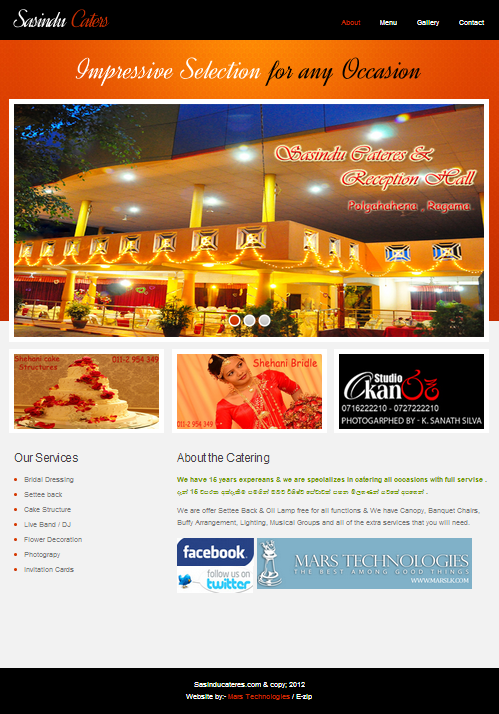 Sasindu Caters
About Menu Gallery Contact
Impressive Selection for any Occasion
Sasindu Cateres &
Reception Hall
Polgahahena , Ragama
Shehani cake
Structures
011-2 954 349
Shehani Bridle
011-2 954 349
Studio
kan
0716222210 - 0727222210
PHOTOGARPHED BY - K. SANATH SILVA
Our Services
Bridal Dressing
Settee back
Cake Structure
Live Band / DJ
Flower Decoration
Photograpy
Invitation Cards
About the Catering
We have 16 years expereans & we are specializes in catering all occasions with full servise .
We are offer Settee Back & Oil Lamp free for all functions & We have Canopy, Banquet Chairs,
Buffy Arrangement, Lighting, Musical Groups and all of the extra services that you will need.
facebook.
follow us on
twitter
MARS TECHNOLOGIES
THE BEST AMONG GOOD THINGS
WWW.MARSLK.COM
Sasinducateres.com & copy; 2012
Website by:- Mars Technologies / E-zip